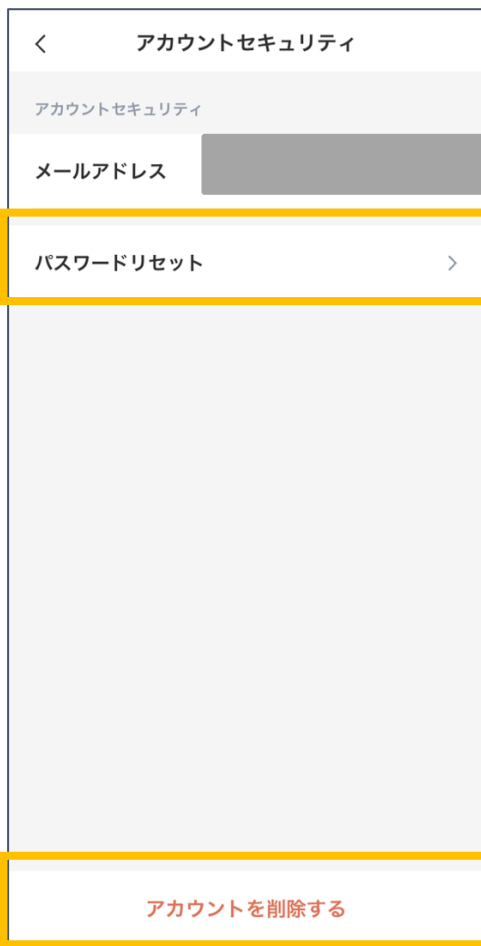 アカウントセキュリティ
アカウントセキュリティ
メールアドレス
パスワードリセット
アカウントを削除する